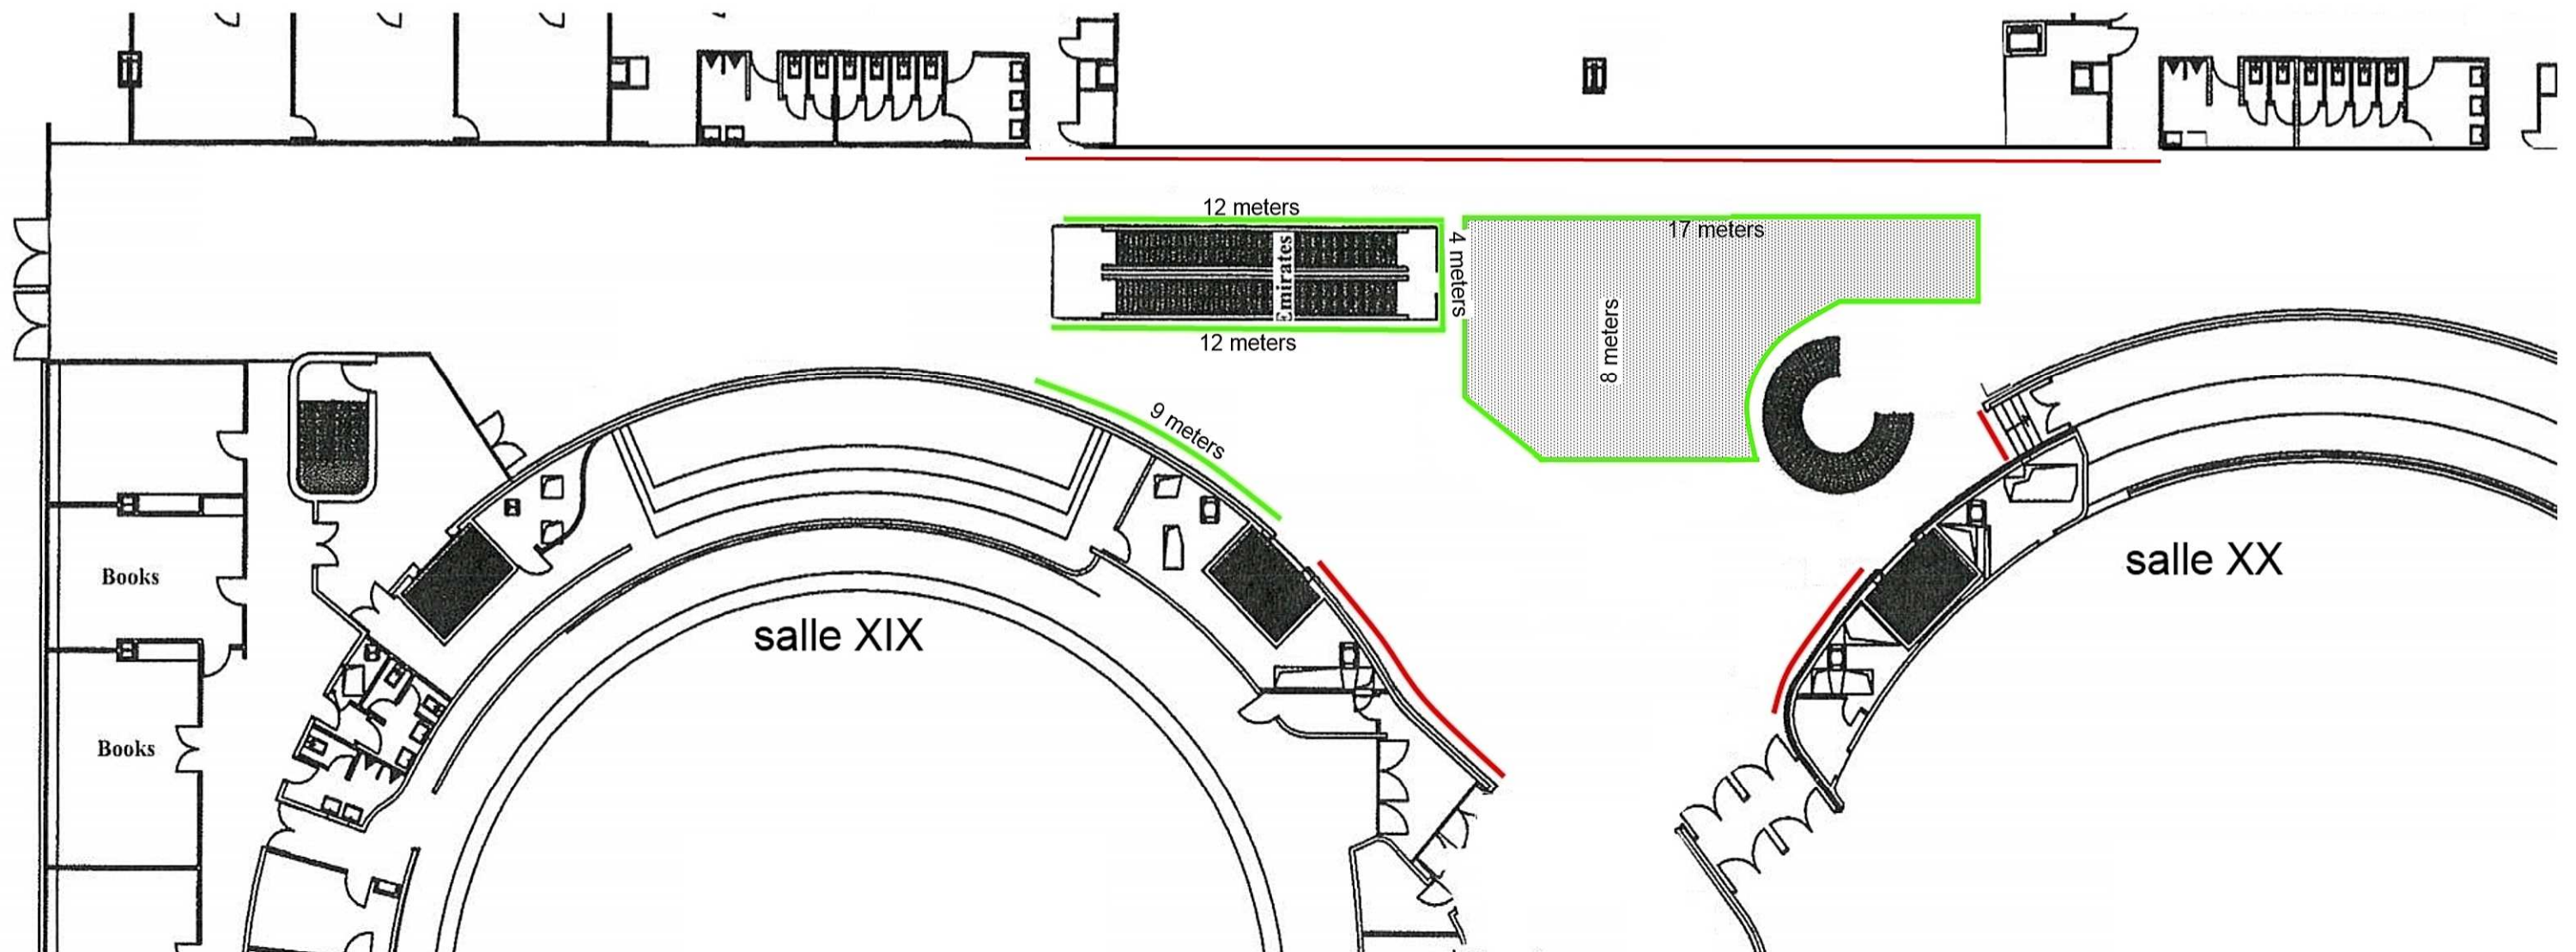 12 meters
17 meters
4 meters
Emirates
8 meters
12 meters
9 meters
salle XX
Books
salle XIX
Books